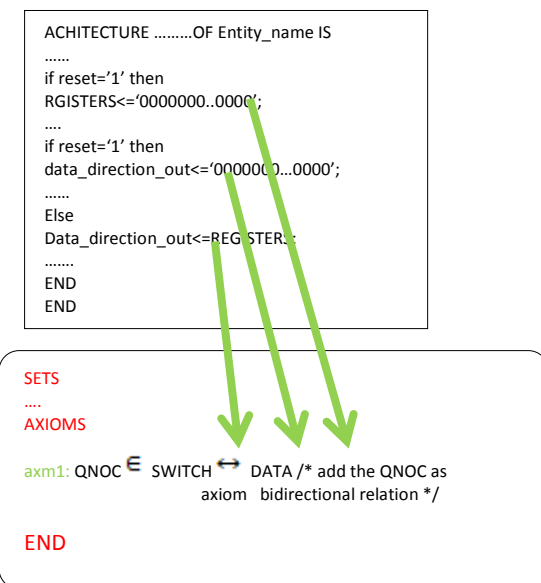 ACHITECTURE ………OF Entity_name IS
……
if reset=’1’ then
RGISTERS<=‘0000000..0000’;
….
if reset=’1’ then
data_direction_out<=‘0000000…0000’;
……
Else
Data_direction_out<=REGISTERS;
…….
END
END
SETS
….
AXIOMS
axm1: QNOC ∈ SWITCH ↔ DATA /* add the QNOC as
axiom bidirectional relation */
END